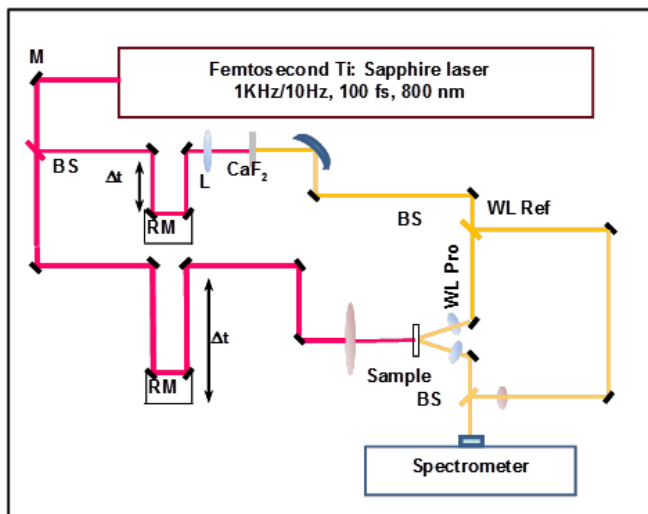 M
Femtosecond Ti: Sapphire laser
1KHz/10Hz, 100 fs, 800 nm
BS
Δt
L
CaF₂
RM
BS
WL Ref
WL Pro
Δt
RM
Sample
BS
Spectrometer